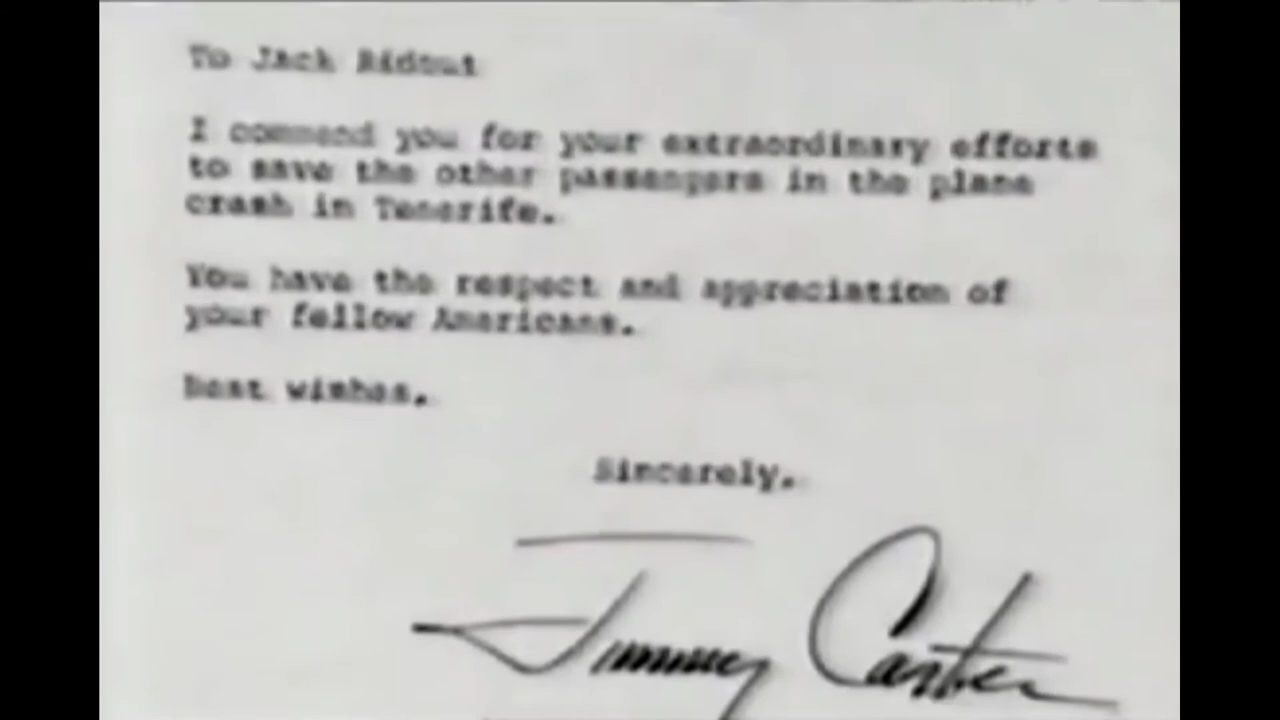 To Jack Ridout
I commend you for your extraordinary efforts
to save the other passengers in the plane
crash in Tenerife.
You have the respect and appreciation of
your fellow Americans.
Best wishes.
Sincerely,
Jimmy Carter